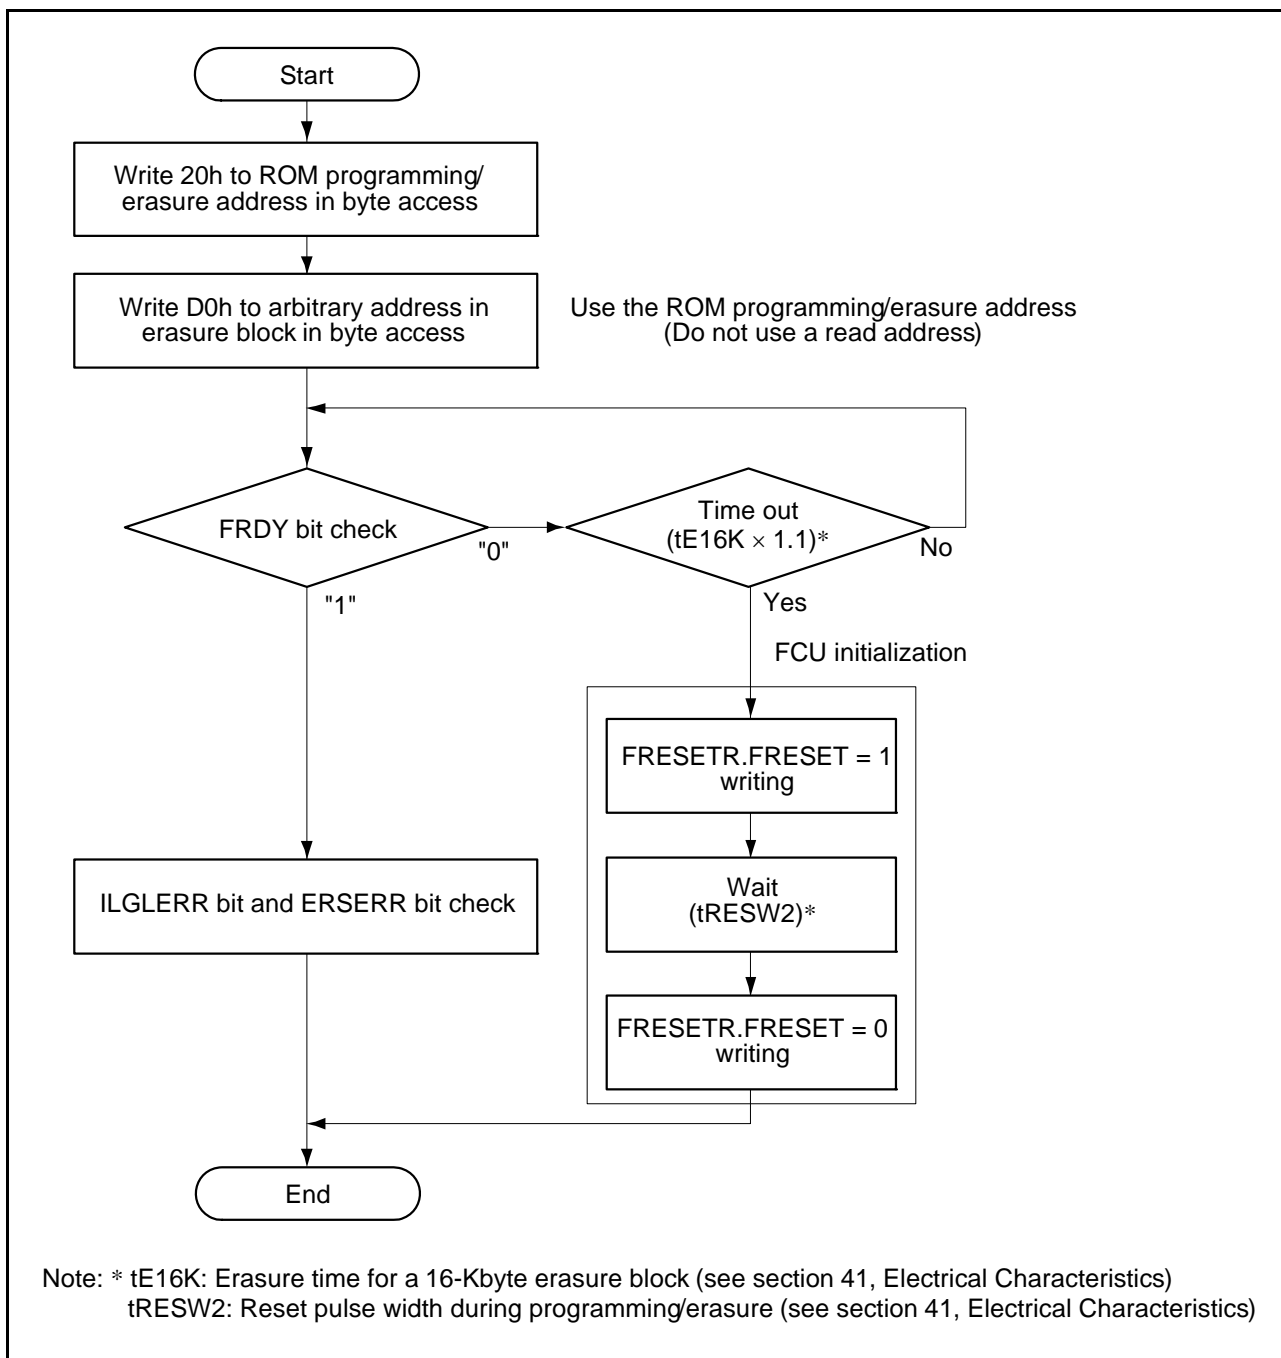 Start
Write 20h to ROM programming/
erasure address in byte access
Write D0h to arbitrary address in
erasure block in byte access
Use the ROM programming/erasure address
(Do not use a read address)
FRDY bit check
"0"
"1"
Time out
(tE16K × 1.1)*
No
Yes
FCU initialization
FRESETR.FRESET = 1
writing
Wait
(tRESW2)*
FRESETR.FRESET = 0
writing
ILGLERR bit and ERSERR bit check
End
Note: * tE16K: Erasure time for a 16-Kbyte erasure block (see section 41, Electrical Characteristics)
tRESW2: Reset pulse width during programming/erasure (see section 41, Electrical Characteristics)